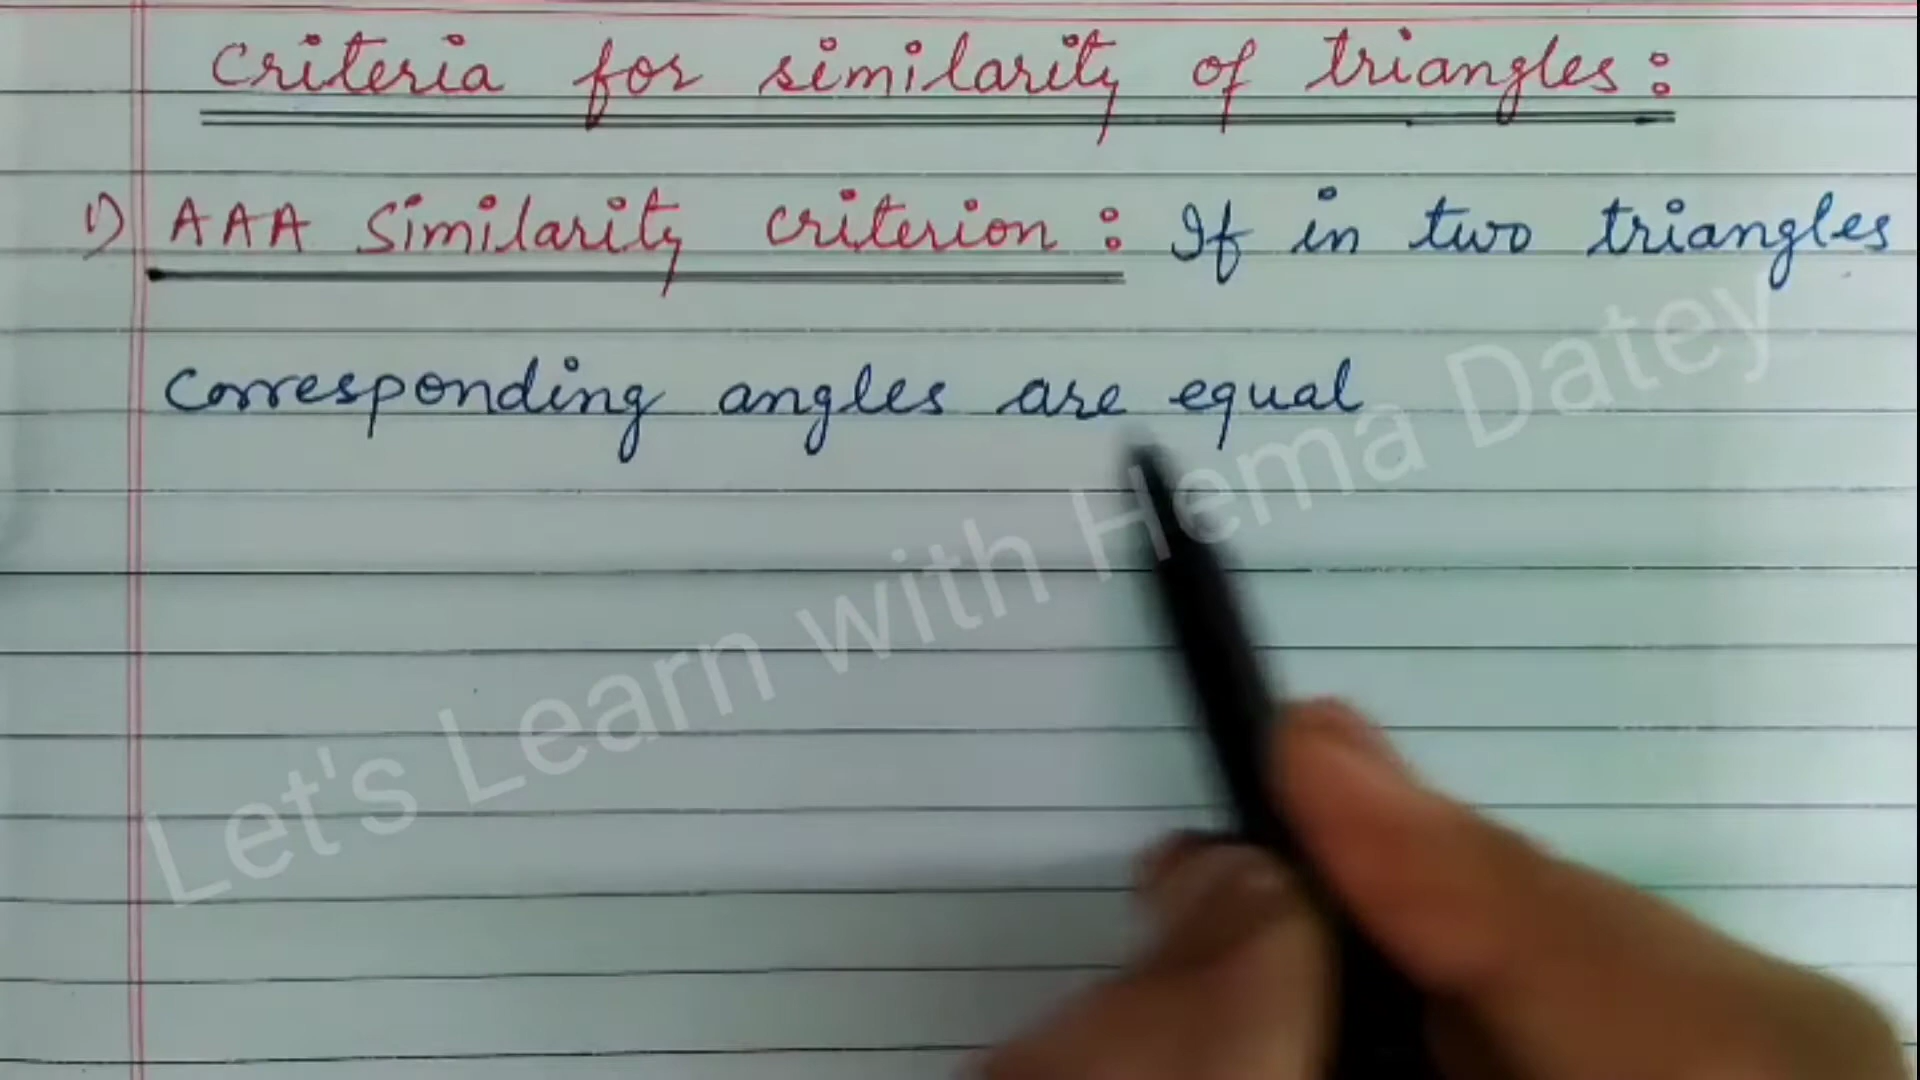 Criteria for similarity of triangles:
1) AAA Similarity criterion: If in two triangles
Corresponding angles are equal
Let's Learn with Hema Datey